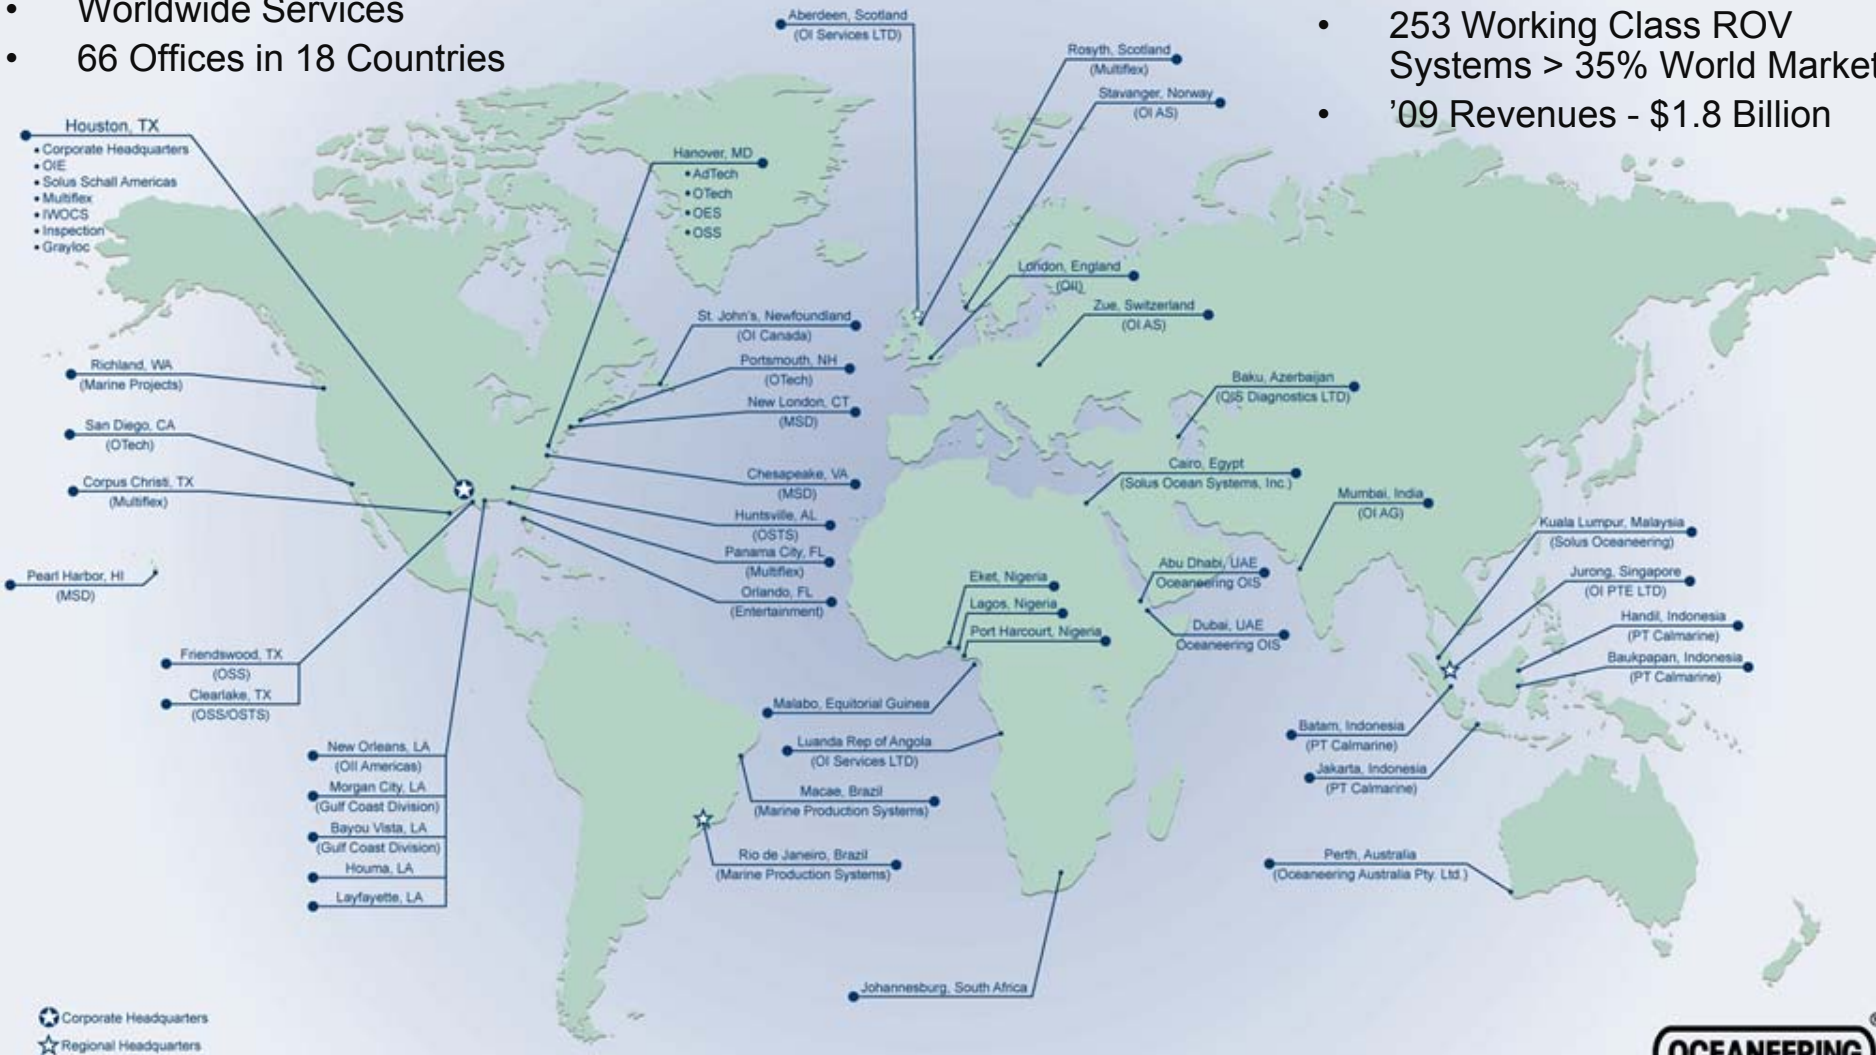 • Worldwide Services
• 66 Offices in 18 Countries
• 253 Working Class ROV
Systems > 35% World Market
• ’09 Revenues - $1.8 Billion
Aberdeen, Scotland
(OI Services LTD)
Rosyth, Scotland
(Multiflex)
Stavanger, Norway
(OI AS)
Houston, TX
• Corporate Headquarters
• OIE
• Solus Schall Americas
• Multiflex
• IWOCS
• Inspection
• Grayloc
Hanover, MD
• AdTech
• OTech
• OES
• OSS
London, England
(OII)
Zue, Switzerland
(OI AS)
St. John's, Newfoundland
(OI Canada)
Portsmouth, NH
(OTech)
New London, CT
(MSD)
Richland, WA
(Marine Projects)
San Diego, CA
(OTech)
Corpus Christi, TX
(Multiflex)
Baku, Azerbaijan
(OIS Diagnostics LTD)
Cairo, Egypt
(Solus Ocean Systems, Inc.)
Mumbai, India
(OI AG)
Chesapeake, VA
(MSD)
Huntsville, AL
(OSTS)
Panama City, FL
(Multiflex)
Orlando, FL
(Entertainment)
Kuala Lumpur, Malaysia
(Solus Oceaneering)
Jurong, Singapore
(OI PTE LTD)
Handil, Indonesia
(PT Calmarine)
Baukpapan, Indonesia
(PT Calmarine)
Pearl Harbor, HI
(MSD)
Eket, Nigeria
Lagos, Nigeria
Port Harcourt, Nigeria
Abu Dhabi, UAE
Oceaneering OIS
Dubai, UAE
Oceaneering OIS
Friendswood, TX
(OSS)
Clearlake, TX
(OSS/OSTS)
Malabo, Equitorial Guinea
Luanda Rep of Angola
(OI Services LTD)
Macae, Brazil
(Marine Production Systems)
Rio de Janeiro, Brazil
(Marine Production Systems)
Batam, Indonesia
(PT Calmarine)
Jakarta, Indonesia
(PT Calmarine)
New Orleans, LA
(OII Americas)
Morgan City, LA
(Gulf Coast Division)
Bayou Vista, LA
(Gulf Coast Division)
Houma, LA
Layfayette, LA
Perth, Australia
(Oceaneering Australia Pty. Ltd.)
Johannesburg, South Africa
Corporate Headquarters
Regional Headquarters
OCEANEERING ®